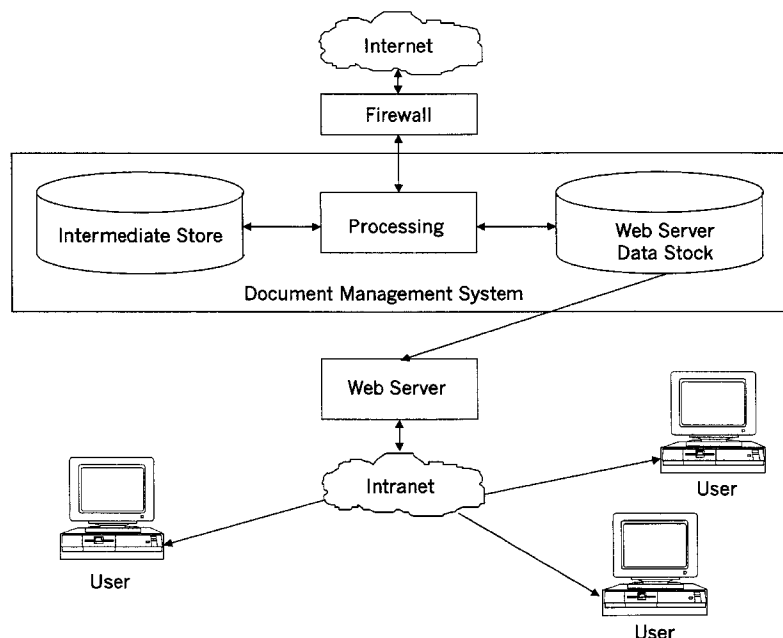 Internet
Firewall
Intermediate Store
Processing
Web Server
Data Stock
Document Management System
Web Server
Intranet
User
User
User